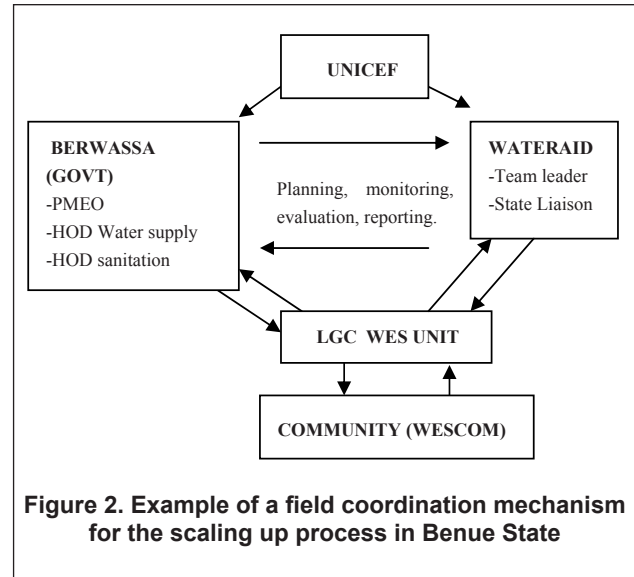 UNICEF
BERWASSA
(GOVT)
-PMEO
-HOD Water supply
-HOD sanitation
Planning, monitoring,
evaluation, reporting.
WATERAID
-Team leader
-State Liaison
LGC WES UNIT
COMMUNITY (WESCOM)
Figure 2. Example of a field coordination mechanism
for the scaling up process in Benue State